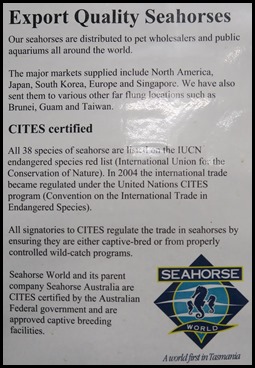 Export Quality Seahorses
Our seahorses are distributed to pet wholesalers and public
aquariums all around the world.
The major markets supplied include North America,
Japan, South Korea, Europe and Singapore. We have also
sent them to various other far flung locations such as
Brunei, Guam and Taiwan.
CITES certified
All 38 species of seahorse are listed on the IUCN
endangered species red list (International Union for the
Conservation of Nature). In 2004 the international trade
became regulated under the United Nations CITES
program (Convention on the International Trade in
Endangered Species).
All signatories to CITES regulate the trade in seahorses by
ensuring they are either captive-bred or from properly
controlled wild-catch programs.
Seahorse World and its parent
company Seahorse Australia are
CITES certified by the Australian
Federal government and are
approved captive breeding
facilities.
SEAHORSE
WORLD
A world first in Tasmania